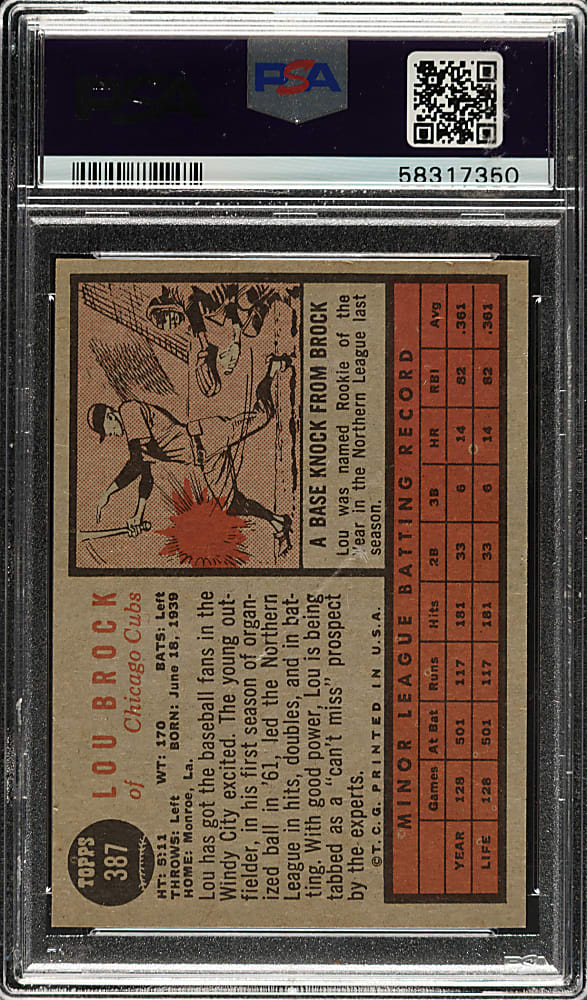 PSA
PSA
58317350
TOPPS
387
LOU BROCK
of Chicago Cubs
HT: 5:11 WT: 170 BATS: Left
THROWS: Left BORN: June 18, 1939
HOME: Monroe, La.
Lou has got the baseball fans in the
Windy City excited. The young out-
fielder, in his first season of organ-
ized ball in '61, led the Northern
League in hits, doubles, and in bat-
ting. With good power, Lou is being
tabbed as a "can't miss" prospect
by the experts.
A BASE KNOCK FROM BROCK
Lou was named Rookie of the
Year in the Northern League last
season.
©T.C.G. PRINTED IN U.S.A.
MINOR LEAGUE BATTING RECORD
Games At Bat Runs Hits 2B 3B HR RBI Avg
YEAR 128 501 117 181 33 6 14 82 .361
LIFE 128 501 117 181 33 6 14 82 .361
PSA